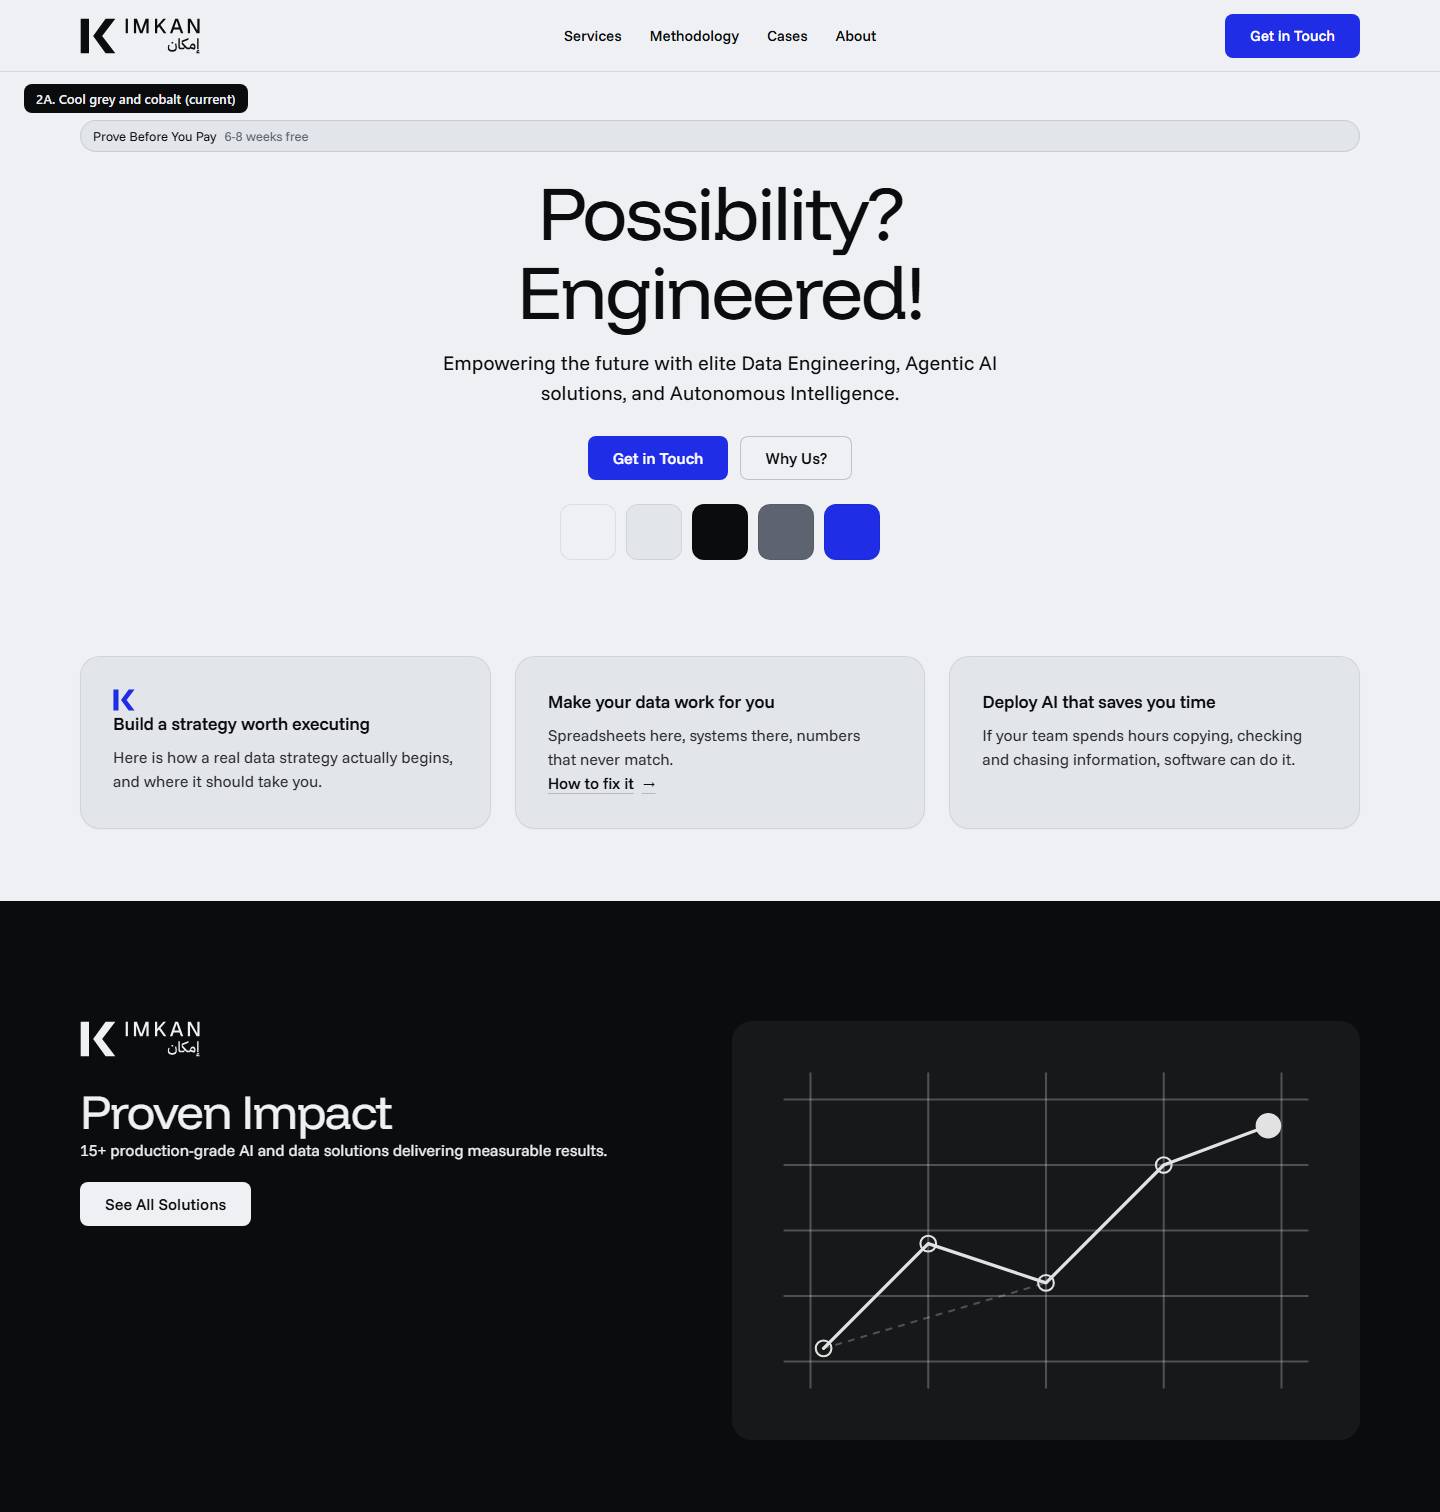 IMKAN
إمكان
Services Methodology Cases About
Get in Touch
2A. Cool grey and cobalt (current)
Prove Before You Pay 6-8 weeks free
Possibility?
Engineered!
Empowering the future with elite Data Engineering, Agentic AI
solutions, and Autonomous Intelligence.
Get in Touch
Why Us?
Build a strategy worth executing
Here is how a real data strategy actually begins,
and where it should take you.
Make your data work for you
Spreadsheets here, systems there, numbers
that never match.
How to fix it →
Deploy AI that saves you time
If your team spends hours copying, checking
and chasing information, software can do it.
IMKAN
إمكان
Proven Impact
15+ production-grade AI and data solutions delivering measurable results.
See All Solutions